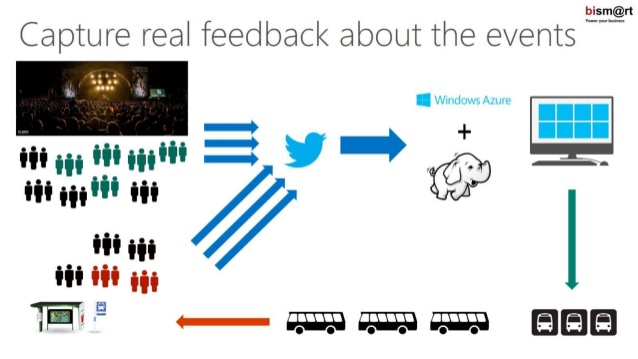 bism@rt
Power your business
Capture real feedback about the events
Windows Azure
+